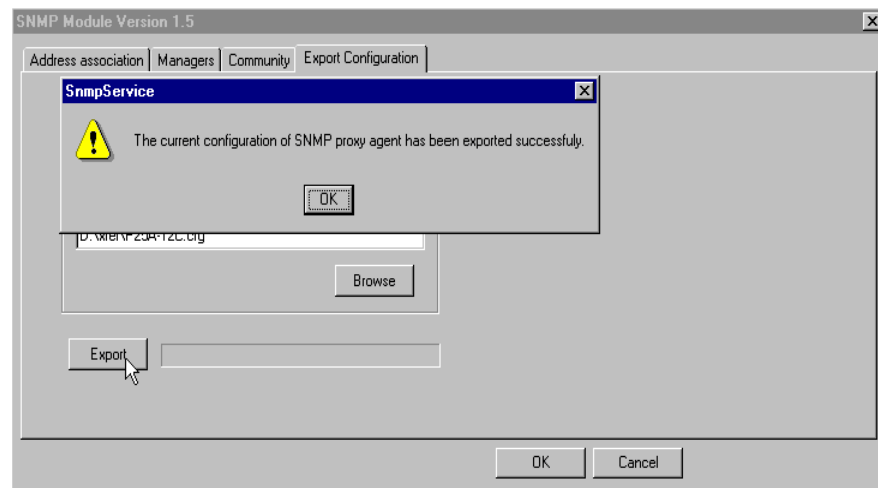 SNMP Module Version 1.5
Address association Managers Community Export Configuration
SnmpService
The current configuration of SNMP proxy agent has been exported successfuly.
OK
Browse
Export
OK Cancel